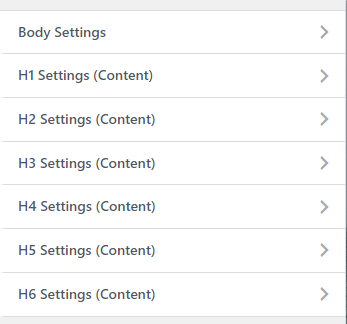 Body Settings
H1 Settings (Content)
H2 Settings (Content)
H3 Settings (Content)
H4 Settings (Content)
H5 Settings (Content)
H6 Settings (Content)